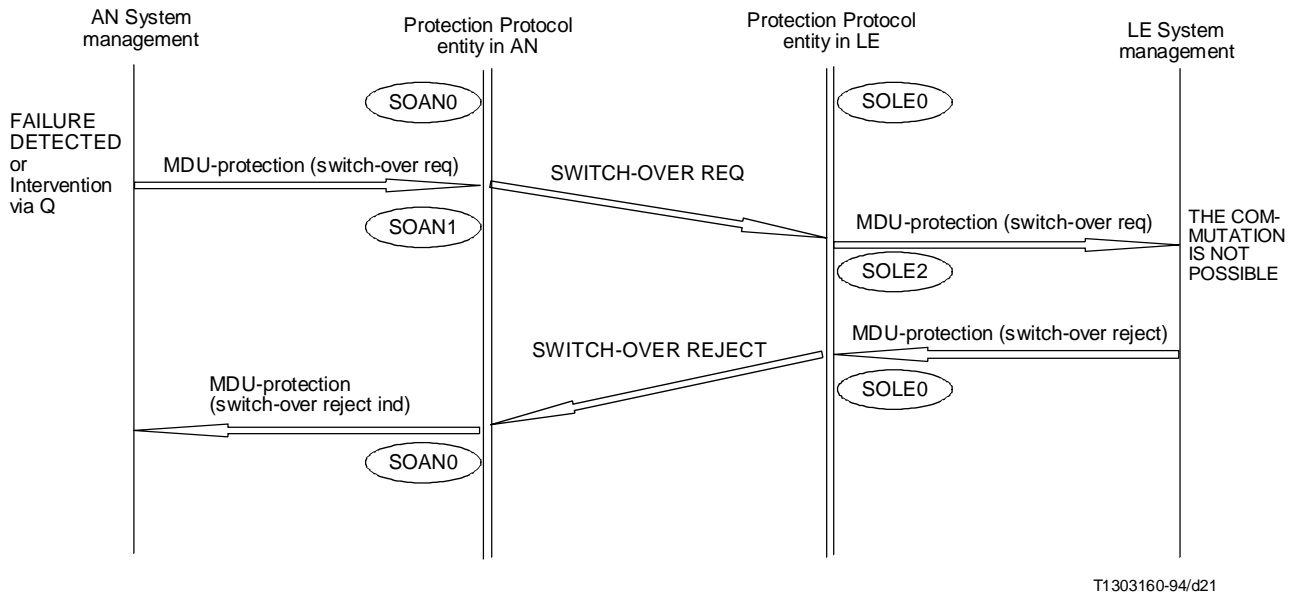 AN System
management
Protection Protocol
entity in AN
Protection Protocol
entity in LE
LE System
management
SOAN0
SOLE0
FAILURE
DETECTED
or
Intervention
via Q
MDU-protection (switch-over req)
SWITCH-OVER REQ
SOAN1
MDU-protection (switch-over req)
THE COM-
MUTATION
IS NOT
POSSIBLE
SOLE2
MDU-protection (switch-over reject)
SWITCH-OVER REJECT
SOLE0
MDU-protection
(switch-over reject ind)
SOAN0
T1303160-94/d21